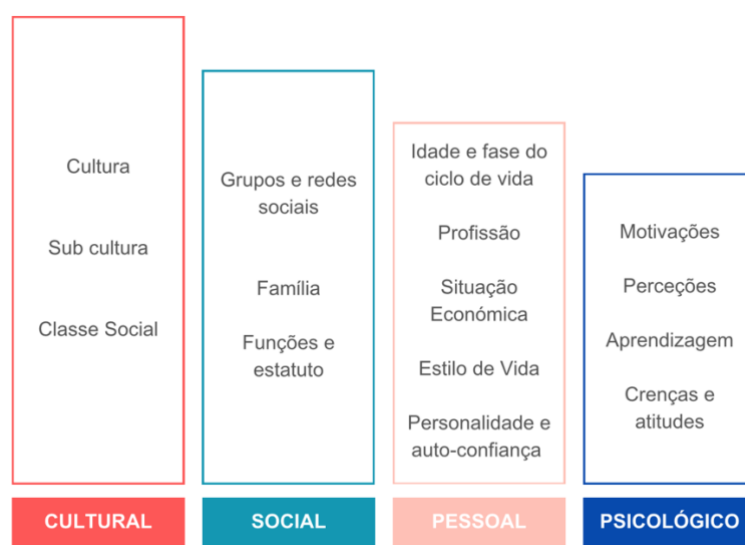 Cultura
Sub cultura
Classe Social
CULTURAL
Grupos e redes
sociais
Família
Funções e
estatuto
SOCIAL
Idade e fase do
ciclo de vida
Profissão
Situação
Económica
Estilo de Vida
Personalidade e
auto-confiança
PESSOAL
Motivações
Perceções
Aprendizagem
Crenças e
atitudes
PSICOLÓGICO